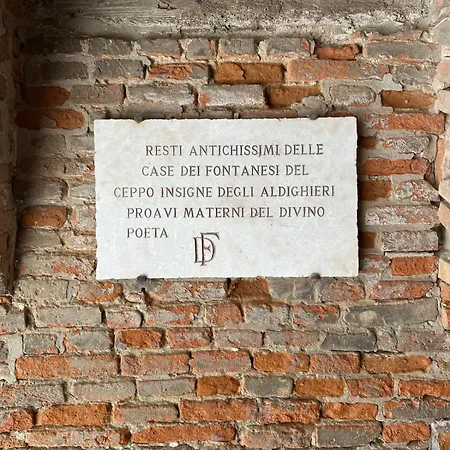 RESTI ANTICHISSIMI DELLE
CASE DEI FONTANESI DEL
CEPPO INSIGNE DEGLI ALDIGHIERI
PROAVI MATERNI DEL DIVINO
POETA
DF